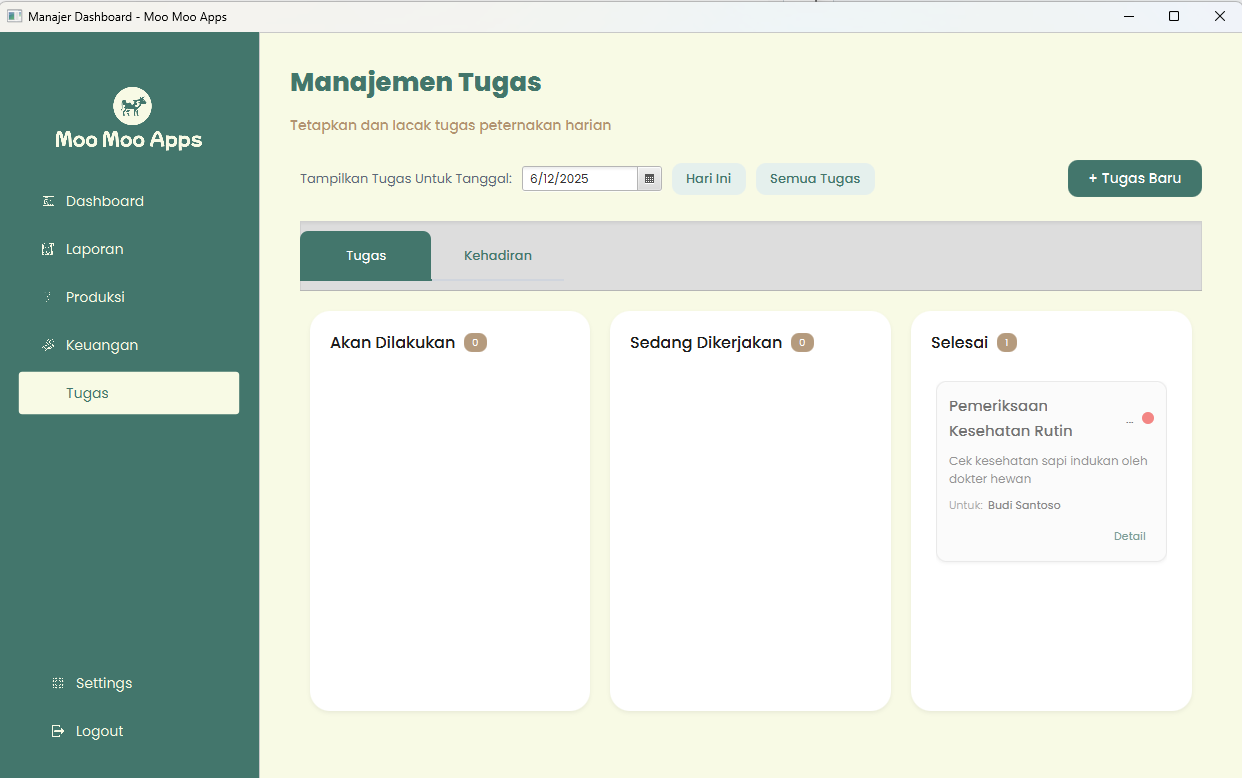 Manajer Dashboard - Moo Moo Apps
Moo Moo Apps
Dashboard
Laporan
Produksi
Keuangan
Tugas
Settings
Logout
Manajemen Tugas
Tetapkan dan lacak tugas peternakan harian
Tampilkan Tugas Untuk Tanggal: 6/12/2025 Hari Ini Semua Tugas + Tugas Baru
Tugas Kehadiran
Akan Dilakukan 0
Sedang Dikerjakan 0
Selesai 1
Pemeriksaan
Kesehatan Rutin ...
Cek kesehatan sapi indukan oleh
dokter hewan
Untuk: Budi Santoso
Detail